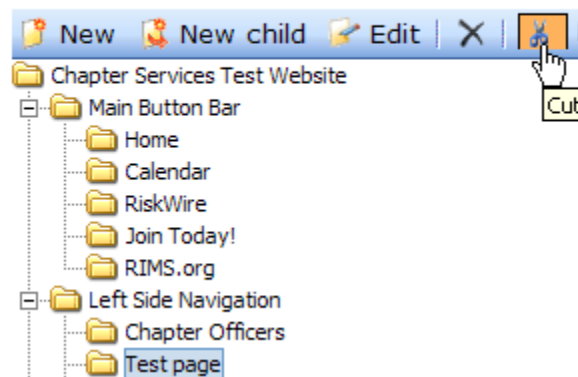 New New child Edit
Cut
Chapter Services Test Website
Main Button Bar
Home
Calendar
RiskWire
Join Today!
RIMS.org
Left Side Navigation
Chapter Officers
Test page